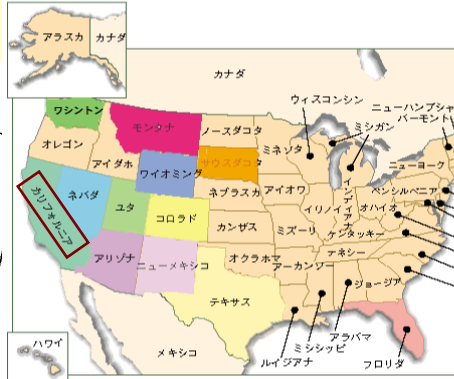 アラスカ
カナダ
カナダ
ワシントン
モンタナ
ノースダコタ
ミネソタ
ウィスコンシン
ミシガン
ニューハンプシャ
バーモント
オレゴン
アイダホ
ワイオミング
サウスダコタ
ニューヨーク
カリフォルニア
ネバダ
ユタ
コロラド
ネブラスカ
アイオワ
イリノイ
インディアナ
オハイオ
ペンシルベニア
カンザス
ミズーリ
ケンタッキー
アリゾナ
ニューメキシコ
オクラホマ
アーカンソー
テネシー
テキサス
ジョージア
ルイジアナ
ミシシッピ
アラバマ
フロリダ
メキシコ
ハワイ